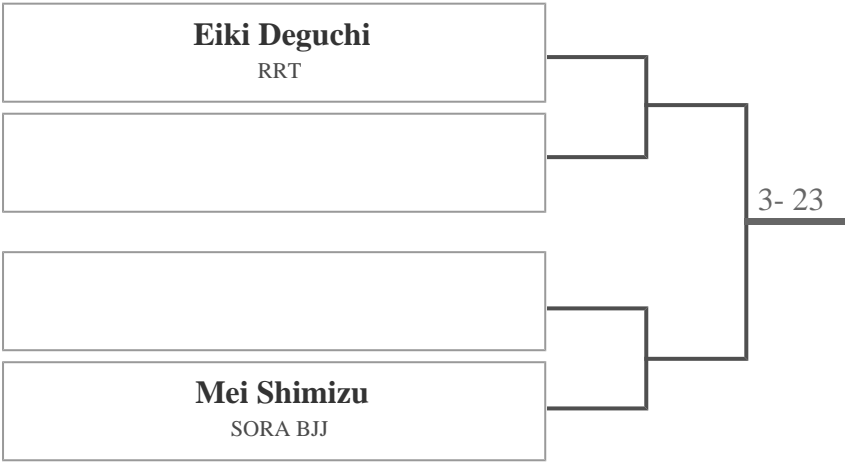 Eiki Deguchi
RRT
3- 23
Mei Shimizu
SORA BJJ